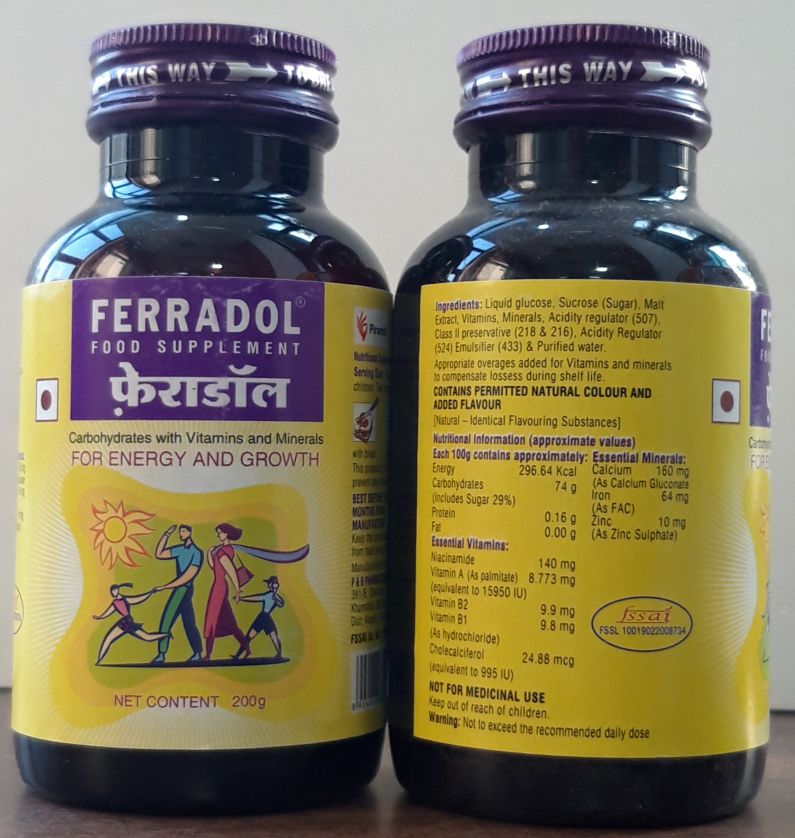 THIS WAY
THIS WAY
FERRADOL®
FOOD SUPPLEMENT
फ़ेराडॉल
Carbohydrates with Vitamins and Minerals
FOR ENERGY AND GROWTH
NET CONTENT 200g
Ingredients: Liquid glucose, Sucrose (Sugar), Malt
Extract, Vitamins, Minerals, Acidity regulator (507),
Class II preservative (218 & 216), Acidity Regulator
(524) Emulsifier (433) & Purified water.
Appropriate overages added for Vitamins and minerals
to compensate lossess during shelf life.
CONTAINS PERMITTED NATURAL COLOUR AND
ADDED FLAVOUR
[Natural – Identical Flavouring Substances]
Nutritional Information (approximate values)
Each 100g contains approximately:
Energy 296.64 Kcal
Carbohydrates 74 g
(Includes Sugar 29%)
Protein 0.16 g
Fat 0.00 g
Essential Vitamins:
Niacinamide 140 mg
Vitamin A (As palmitate) 8.773 mg
(equivalent to 15950 IU)
Vitamin B2 9.9 mg
Vitamin B1 9.8 mg
(As hydrochloride)
Cholecalciferol 24.88 mcg
(equivalent to 995 IU)
Essential Minerals:
Calcium 160 mg
(As Calcium Gluconate
Iron 64 mg
(As FAC)
Zinc 10 mg
(As Zinc Sulphate)
fssai
FSSL 10019022008734
NOT FOR MEDICINAL USE
Keep out of reach of children.
Warning: Not to exceed the recommended daily dose